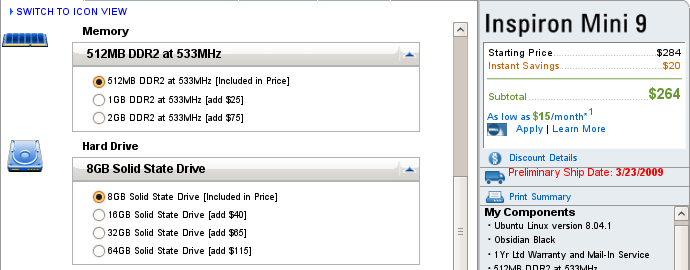 SWITCH TO ICON VIEW
Memory
512MB DDR2 at 533MHz
512MB DDR2 at 533MHz [Included in Price]
1GB DDR2 at 533MHz [add $25]
2GB DDR2 at 533MHz [add $75]
Hard Drive
8GB Solid State Drive
8GB Solid State Drive [Included in Price]
16GB Solid State Drive [add $40]
32GB Solid State Drive [add $65]
64GB Solid State Drive [add $115]
Inspiron Mini 9
Starting Price $284
Instant Savings $20
Subtotal $264
As low as $15/month*1
Apply | Learn More
Discount Details
Preliminary Ship Date: 3/23/2009
Print Summary
My Components
· Ubuntu Linux version 8.04.1
· Obsidian Black
· 1Yr Ltd Warranty and Mail-In Service
· 512MB DDR2 at 533MHz